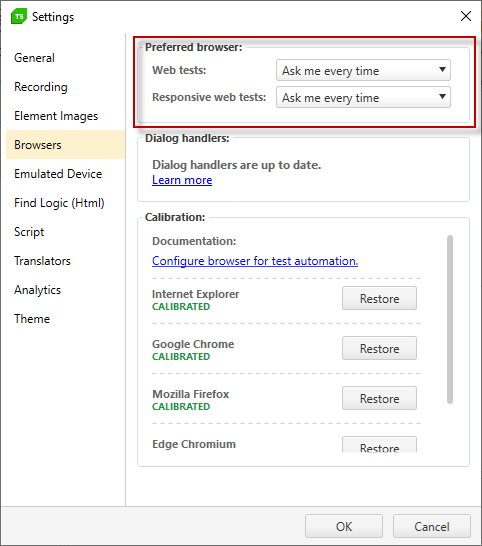 TS Settings
General
Recording
Element Images
Browsers
Emulated Device
Find Logic (Html)
Script
Translators
Analytics
Theme
Preferred browser:
Web tests: Ask me every time
Responsive web tests: Ask me every time
Dialog handlers:
Dialog handlers are up to date.
Learn more
Calibration:
Documentation:
Configure browser for test automation.
Internet Explorer
CALIBRATED
Restore
Google Chrome
CALIBRATED
Restore
Mozilla Firefox
CALIBRATED
Restore
Edge Chromium
Restore
OK
Cancel